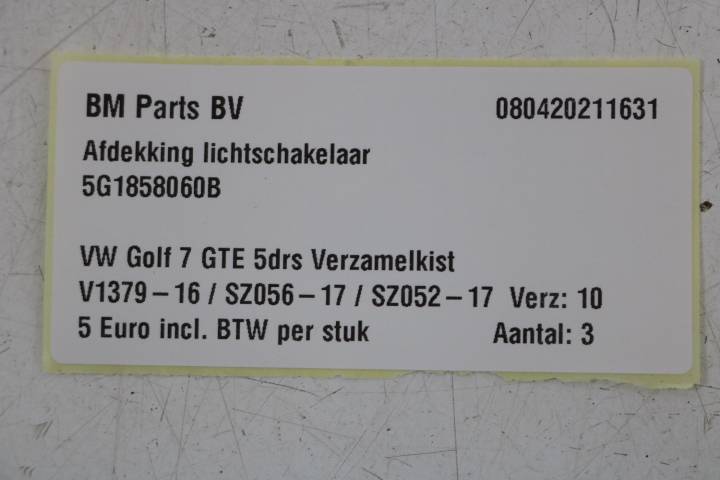 BM Parts BV 080420211631
Afdekking lichtschakelaar
5G1858060B
VW Golf 7 GTE 5drs Verzamelkist
V1379-16 / SZ056-17 / SZ052-17 Verz: 10
5 Euro incl. BTW per stuk Aantal: 3